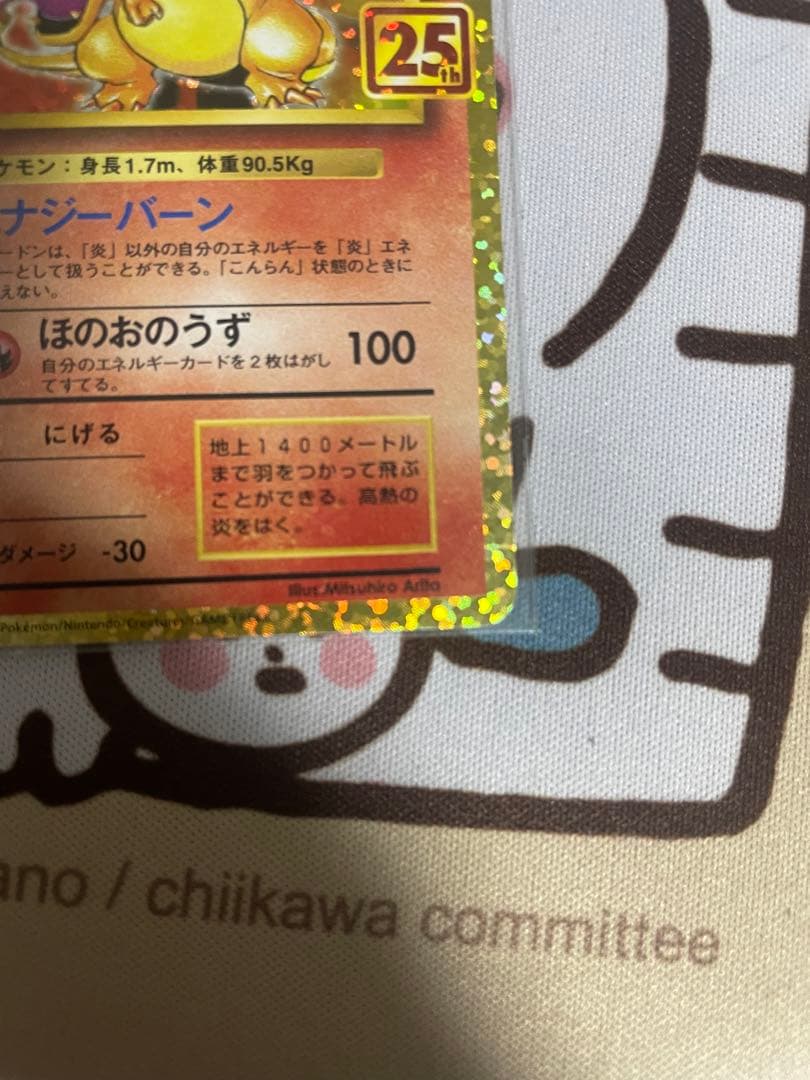 25th
ケモン：身長1.7m、体重90.5Kg
ナジーバーン
ードンは、「炎」以外の自分のエネルギーを「炎」エネ
ーとして扱うことができる。「こんらん」状態のときに
えない。
ほのおのうず 100
自分のエネルギーカードを２枚はがし
てすてる。
にげる
地上１４００メートル
まで羽をつかって飛ぶ
ことができる。高熱の
炎をはく。
ダメージ -30
Illus. Mitsuhiro Arita
Pokémon/Nintendo/Creatures/GAME FREAK
ano / chiikawa committee